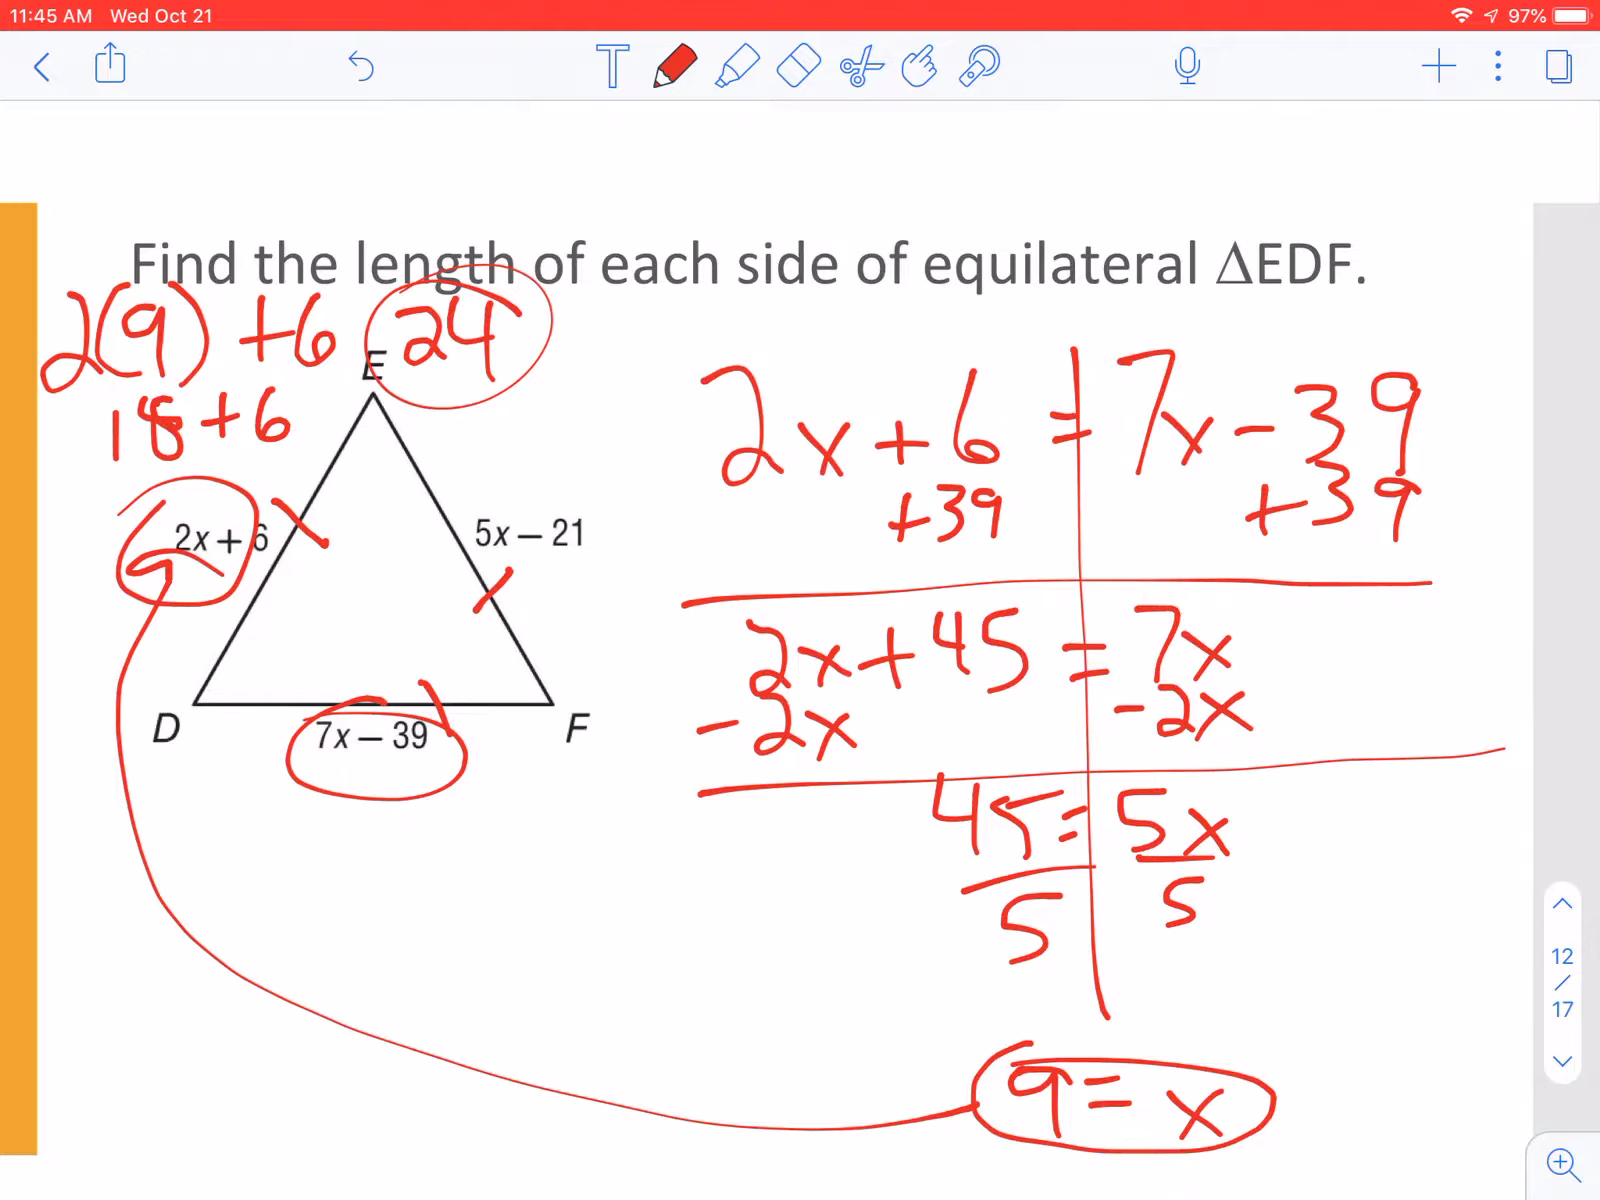 11:45 AM Wed Oct 21
97%
T
Find the length of each side of equilateral ΔEDF.
2(9) +6 24
18+6
E
2x + 6
5x – 21
D
7x – 39
F
2x + 6 = 7x - 39
+39 +39
2x + 45 = 7x
-2x -2x
45 = 5x
5 5
9 = x
9
12
/
17